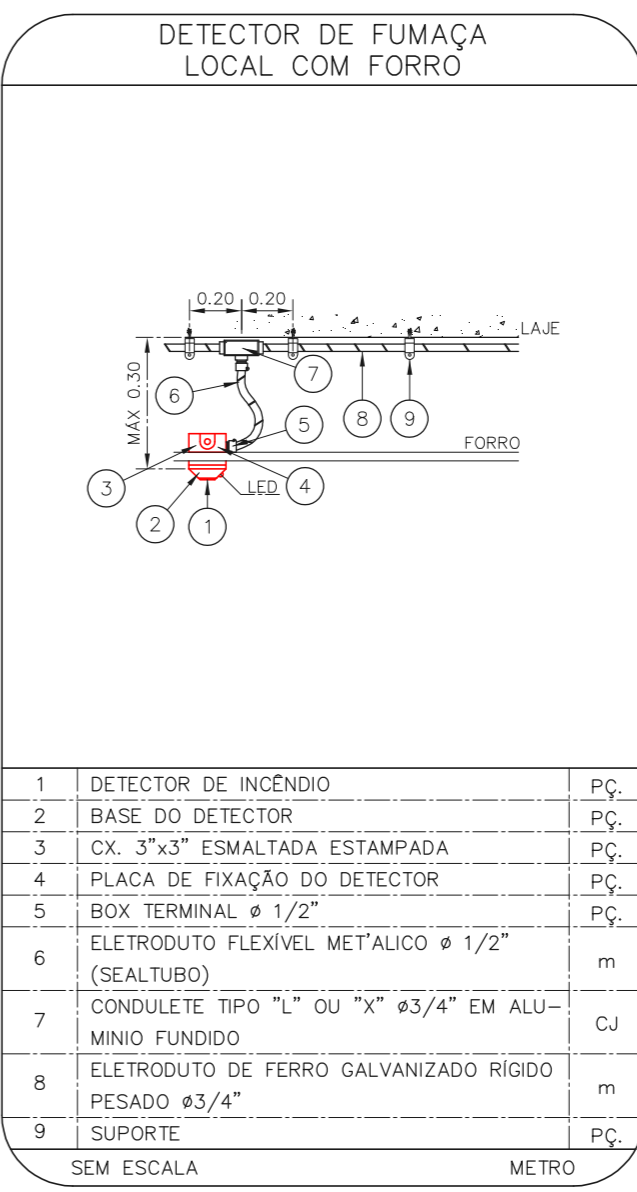 DETECTOR DE FUMAÇA
LOCAL COM FORRO
0.20 0.20
LAJE
MÁX 0.30
7
6
8
9
5
FORRO
3
LED
4
2
1
1 DETECTOR DE INCÊNDIO PÇ.
2 BASE DO DETECTOR PÇ.
3 CX. 3"x3" ESMALTADA ESTAMPADA PÇ.
4 PLACA DE FIXAÇÃO DO DETECTOR PÇ.
5 BOX TERMINAL ø 1/2" PÇ.
6 ELETRODUTO FLEXÍVEL MET'ALICO ø 1/2"
(SEALTUBO) m
7 CONDULETE TIPO "L" OU "X" ø3/4" EM ALU-
MINIO FUNDIDO CJ
8 ELETRODUTO DE FERRO GALVANIZADO RÍGIDO
PESADO ø3/4" m
9 SUPORTE PÇ.
SEM ESCALA METRO